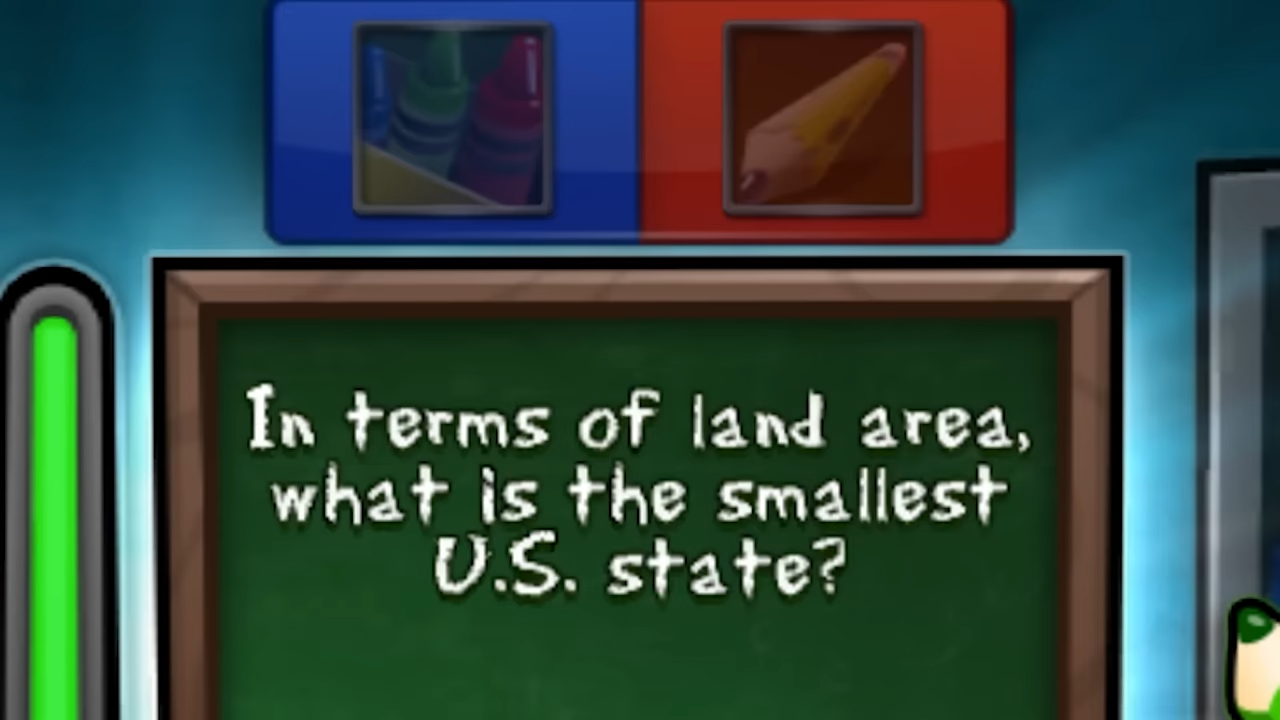 In terms of land area,
what is the smallest
U.S. state?